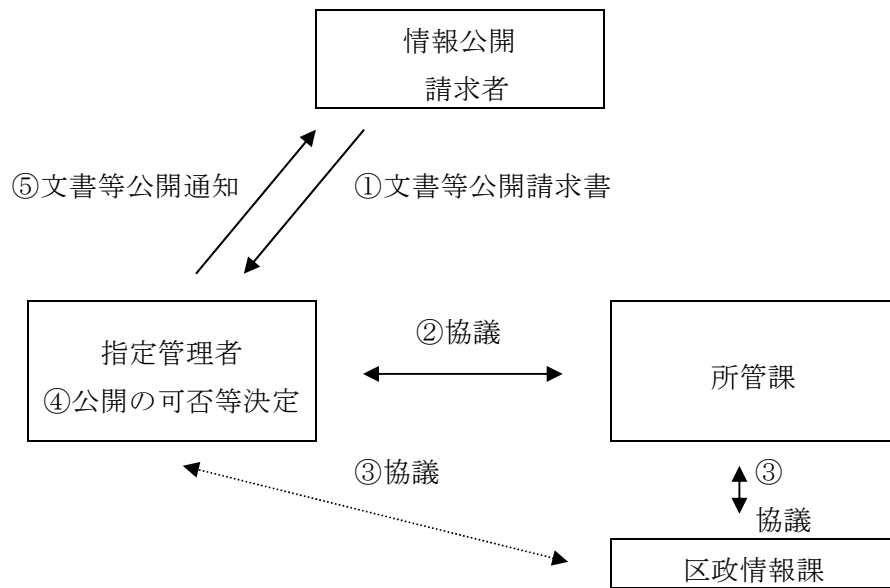 情報公開
請求者
⑤文書等公開通知
①文書等公開請求書
指定管理者
④公開の可否等決定
②協議
所管課
③協議
③
協議
区政情報課